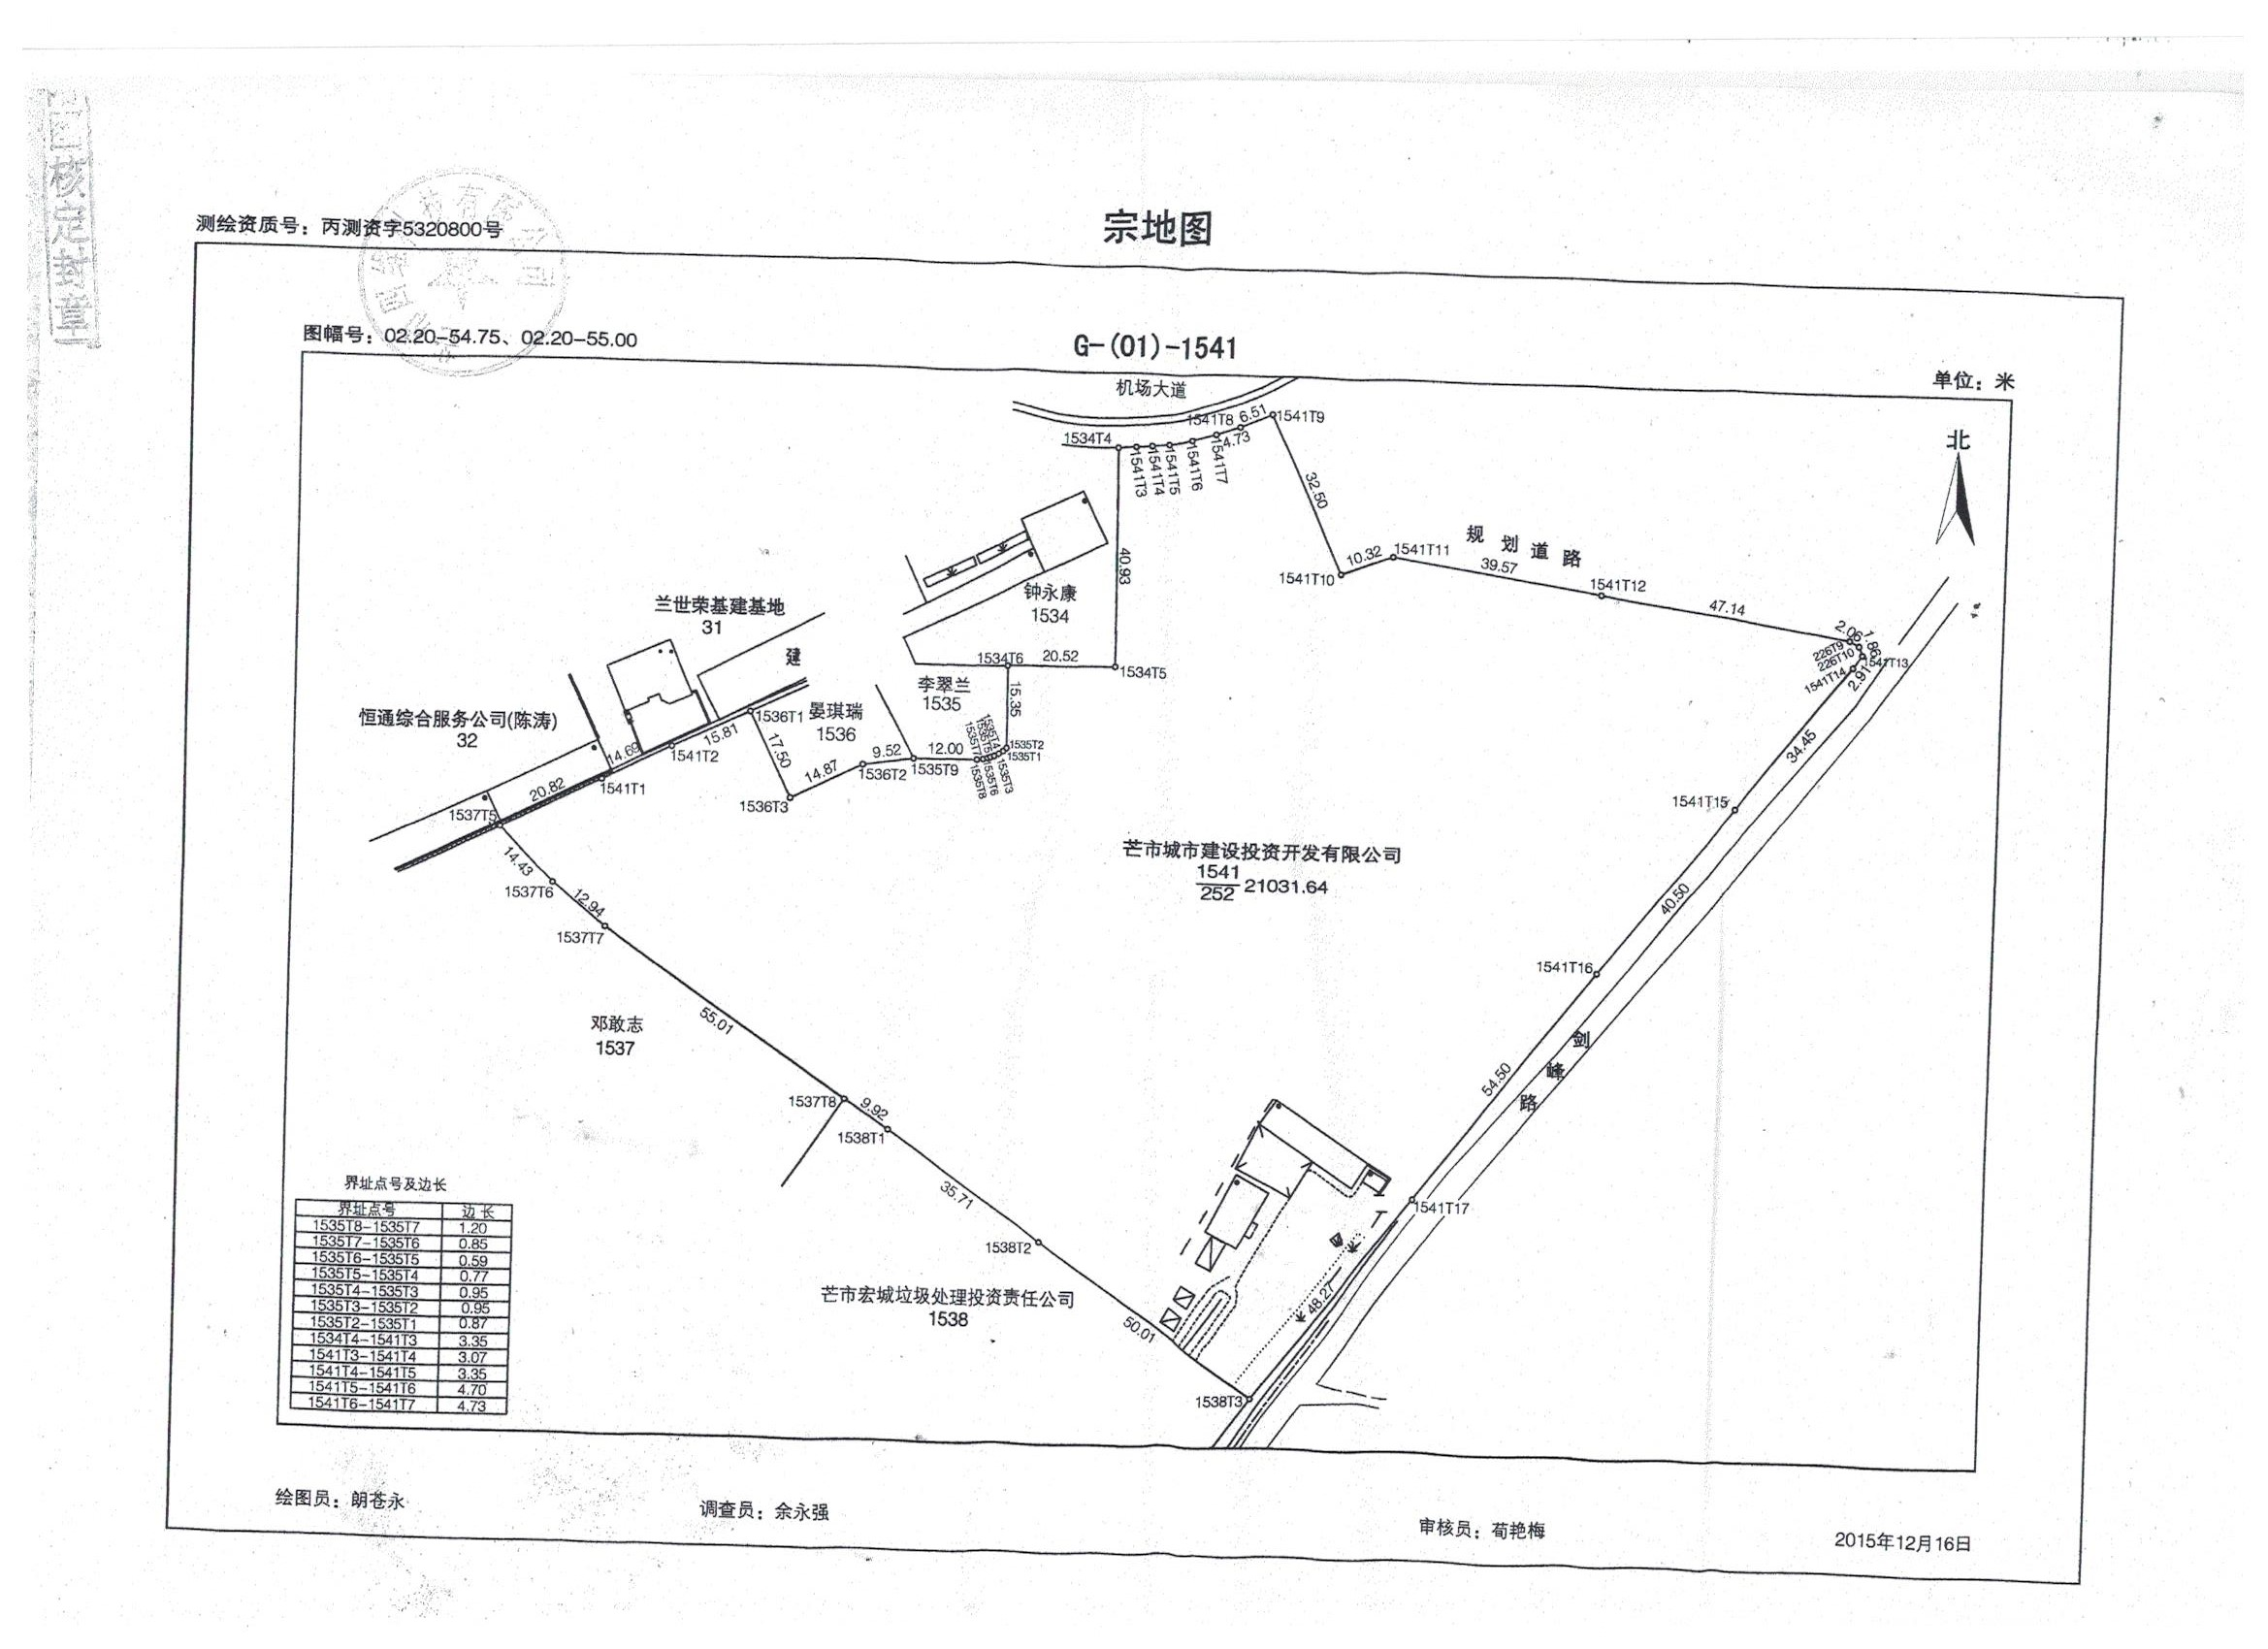 核定专用章
测绘资质号：丙测资字5320800号
宗地图
图幅号：02.20-54.75、02.20-55.00
G-(01)-1541
单位：米
机场大道
1541T8
6.51
1541T9
1534T4
4.73
1541T3
1541T4
1541T5
1541T6
1541T7
北
32.50
40.93
10.32
1541T11
规划道路
39.57
1541T10
1541T12
47.14
钟永康
1534
兰世荣基建基地
31
建
2.06
1.86
226T9
226T10
1541T13
1541T14
2.91
1534T6
20.52
1534T5
李翠兰
1535
15.35
恒通综合服务公司(陈涛)
32
1536T1
晏琪瑞
1536
15.81
14.69
1541T2
17.50
9.52
12.00
1535T7
1535T5
1535T4
1535T2
1535T1
1535T3
1535T6
1535T8
14.87
1536T2
1535T9
34.45
20.82
1541T1
1536T3
1541T15
1537T5
14.43
1537T6
12.94
1537T7
芒市城市建设投资开发有限公司
1541
252
21031.64
40.50
1541T16
55.01
邓敢志
1537
剑峰路
54.50
1537T8
9.92
1538T1
35.71
1541T17
1538T2
48.27
芒市宏城垃圾处理投资责任公司
1538
50.01
1538T3
界址点号及边长
界址点号 边长
1535T8-1535T7 1.20
1535T7-1535T6 0.85
1535T6-1535T5 0.59
1535T5-1535T4 0.77
1535T4-1535T3 0.95
1535T3-1535T2 0.95
1535T2-1535T1 0.87
1534T4-1541T3 3.35
1541T3-1541T4 3.07
1541T4-1541T5 3.35
1541T5-1541T6 4.70
1541T6-1541T7 4.73
绘图员：朗苍永
调查员：余永强
审核员：荀艳梅
2015年12月16日